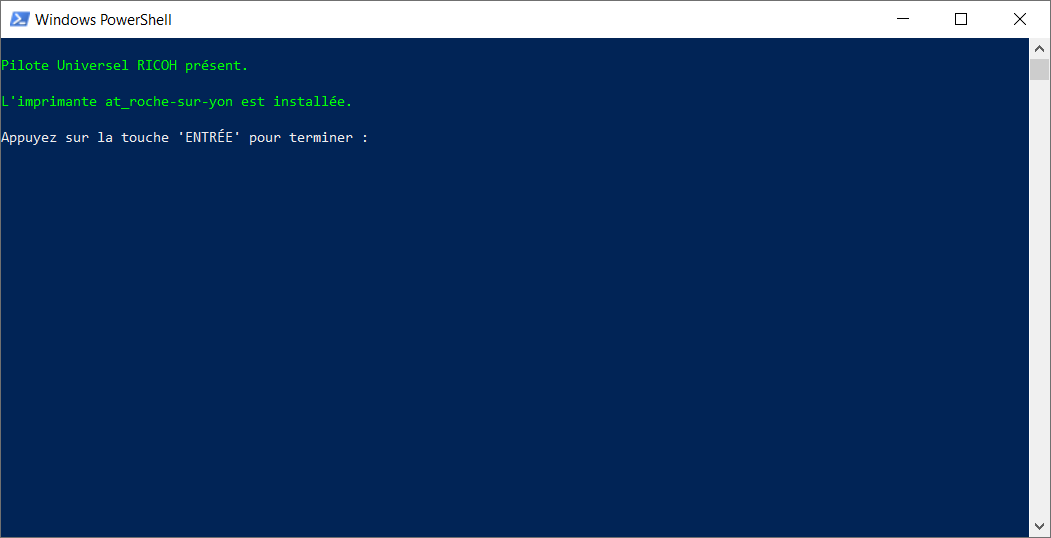 Windows PowerShell
Pilote Universel RICOH présent.
L'imprimante at_roche-sur-yon est installée.
Appuyez sur la touche 'ENTRÉE' pour terminer :